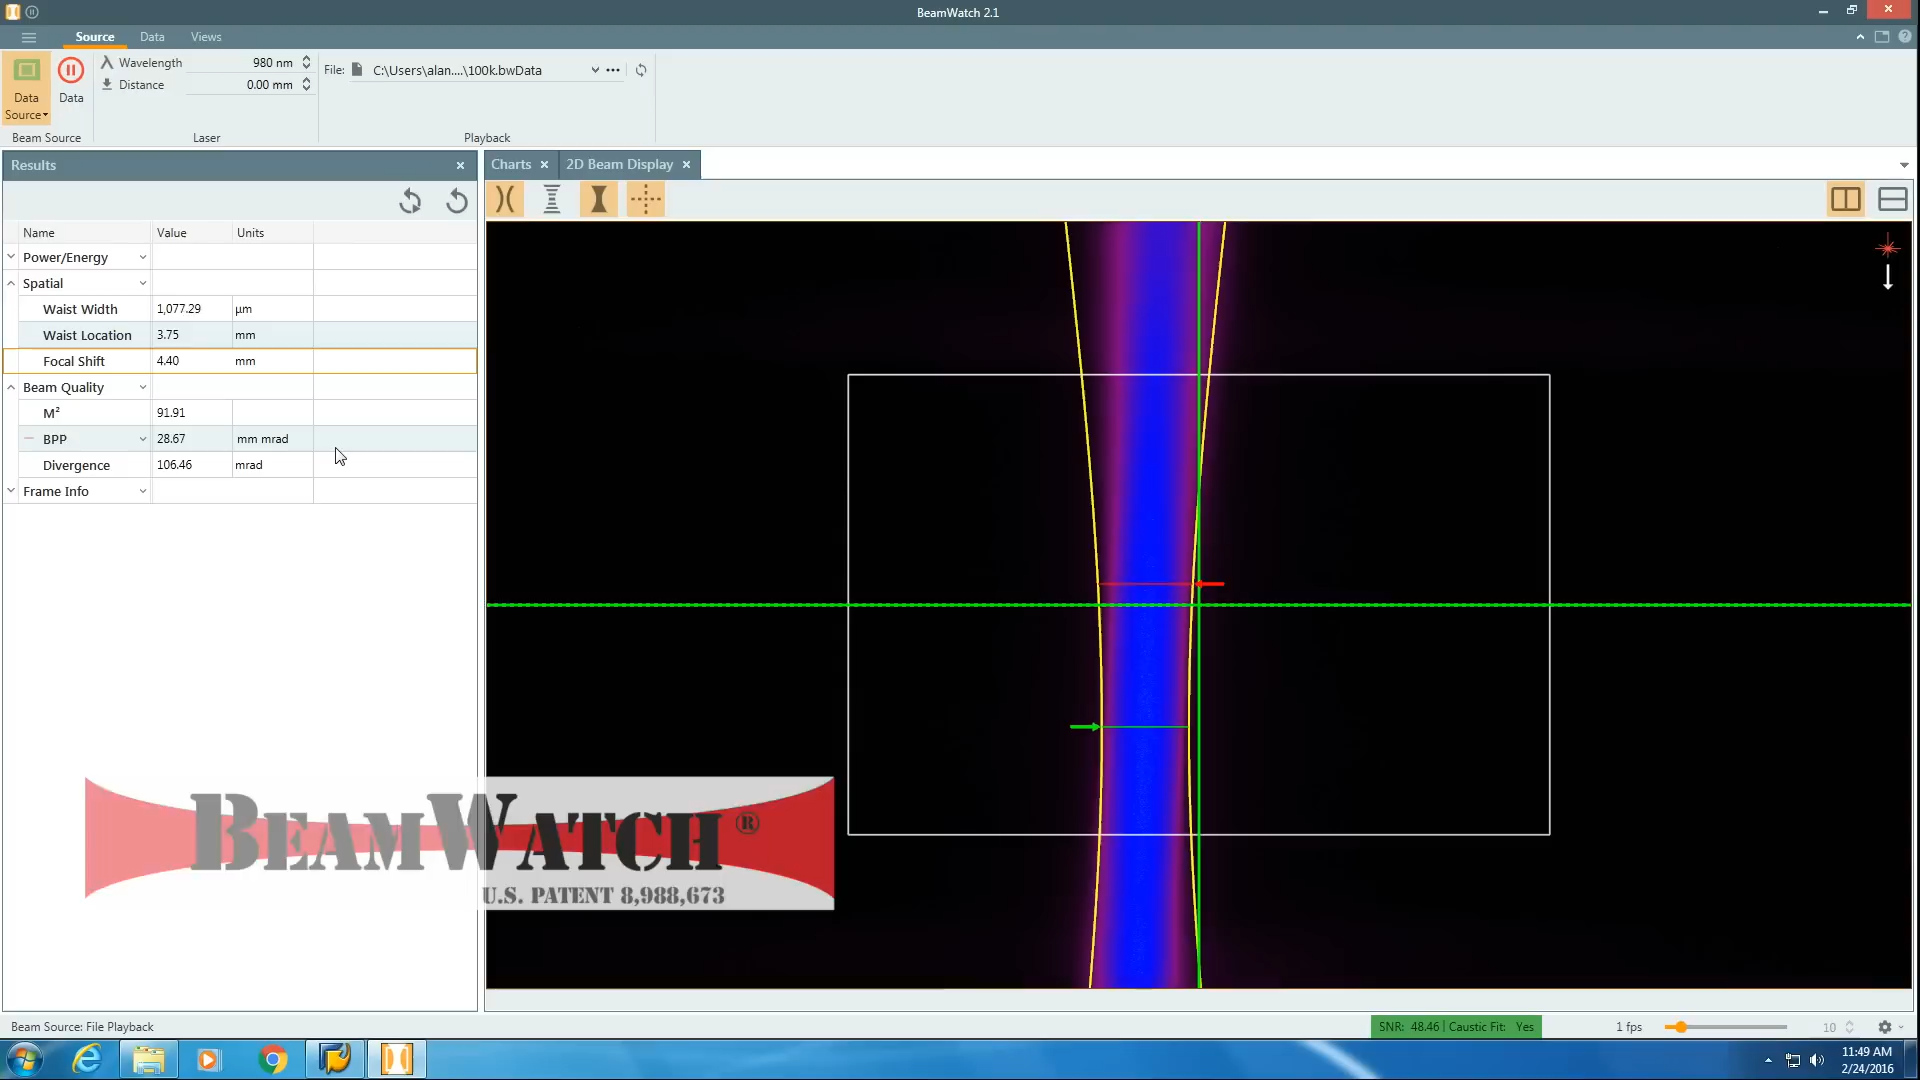 BeamWatch 2.1
Source Data Views
Wavelength 980 nm
Distance 0.00 mm
File: C:\Users\alan....\100k.bwData
Data Source
Data
Beam Source Laser Playback
Results
Charts
2D Beam Display
Name Value Units
Power/Energy
Spatial
Waist Width 1,077.29 µm
Waist Location 3.75 mm
Focal Shift 4.40 mm
Beam Quality
M² 91.91
BPP 28.67 mm mrad
Divergence 106.46 mrad
Frame Info
BEAMWATCH ®
U.S. PATENT 8,988,673
Beam Source: File Playback
SNR: 48.46 | Caustic Fit: Yes
1 fps
10
11:49 AM
2/24/2016